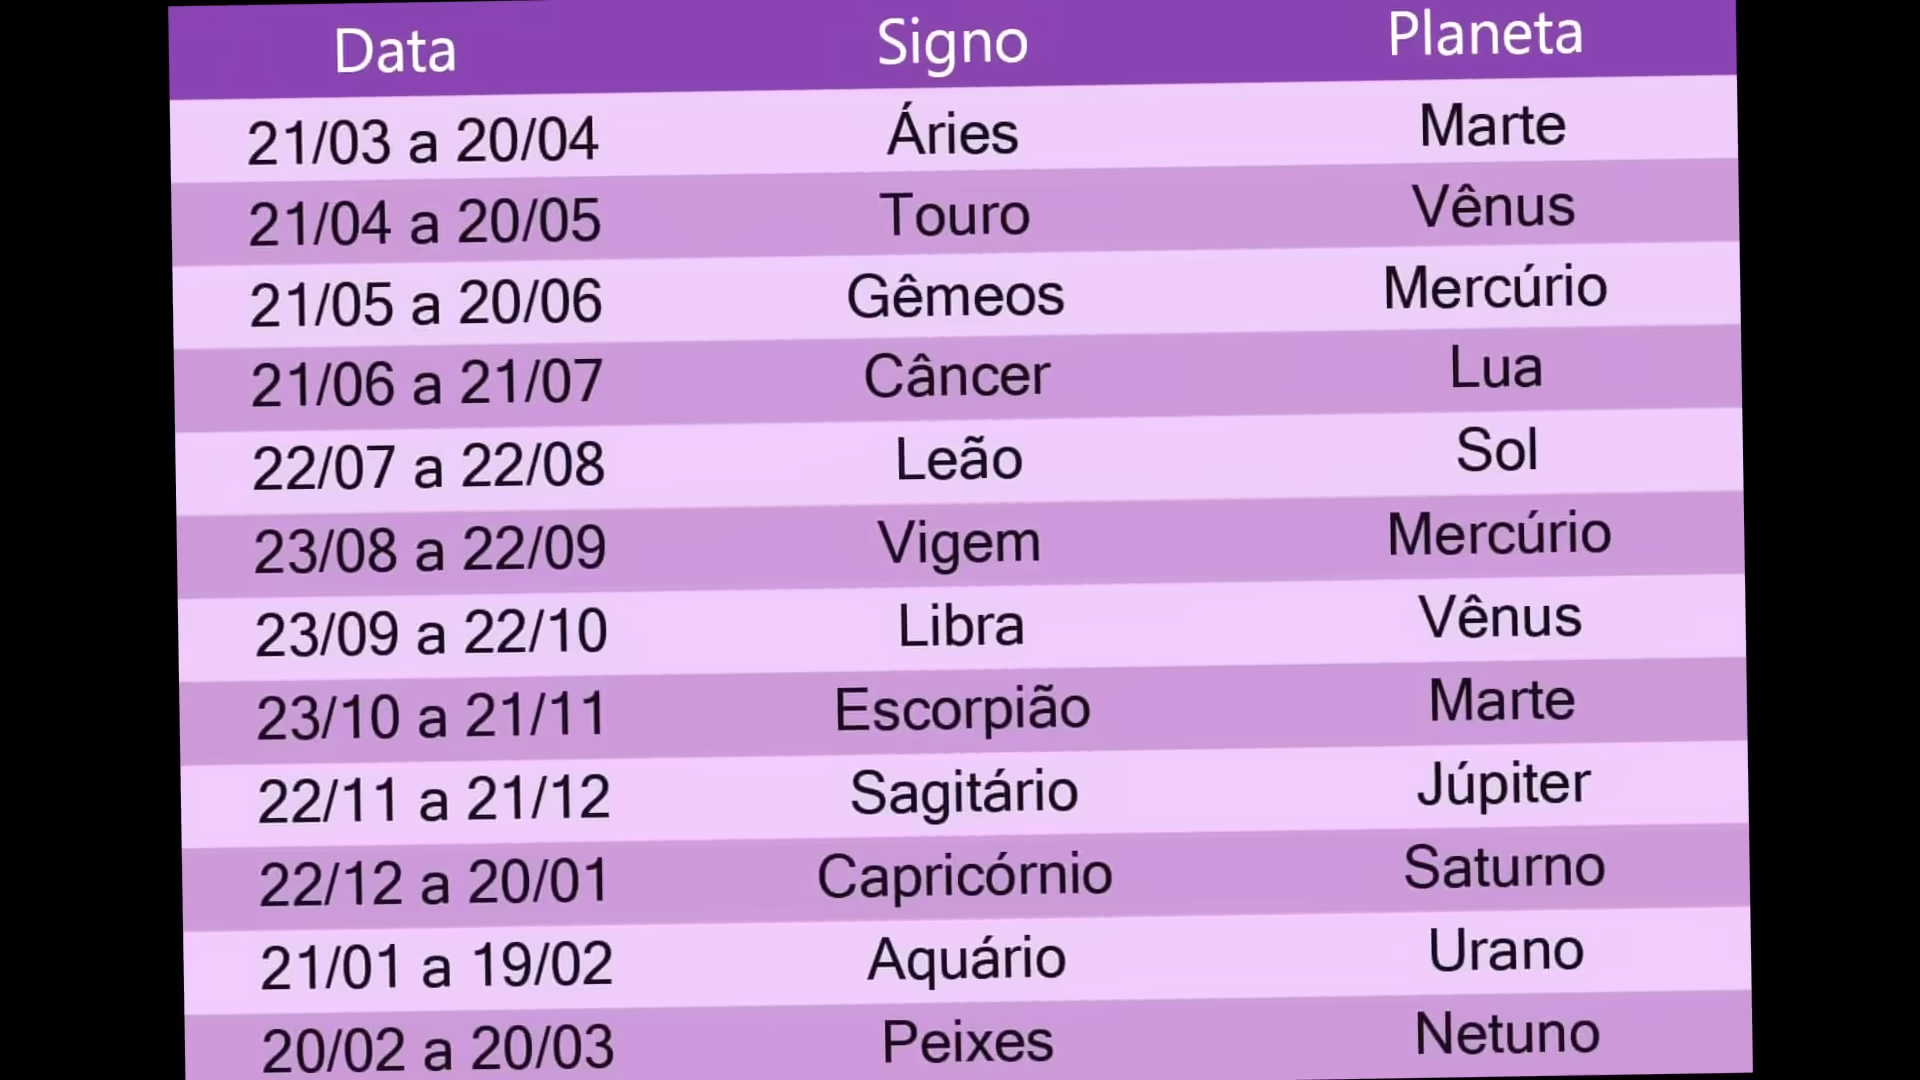 Data Signo Planeta
21/03 a 20/04 Áries Marte
21/04 a 20/05 Touro Vênus
21/05 a 20/06 Gêmeos Mercúrio
21/06 a 21/07 Câncer Lua
22/07 a 22/08 Leão Sol
23/08 a 22/09 Vigem Mercúrio
23/09 a 22/10 Libra Vênus
23/10 a 21/11 Escorpião Marte
22/11 a 21/12 Sagitário Júpiter
22/12 a 20/01 Capricórnio Saturno
21/01 a 19/02 Aquário Urano
20/02 a 20/03 Peixes Netuno